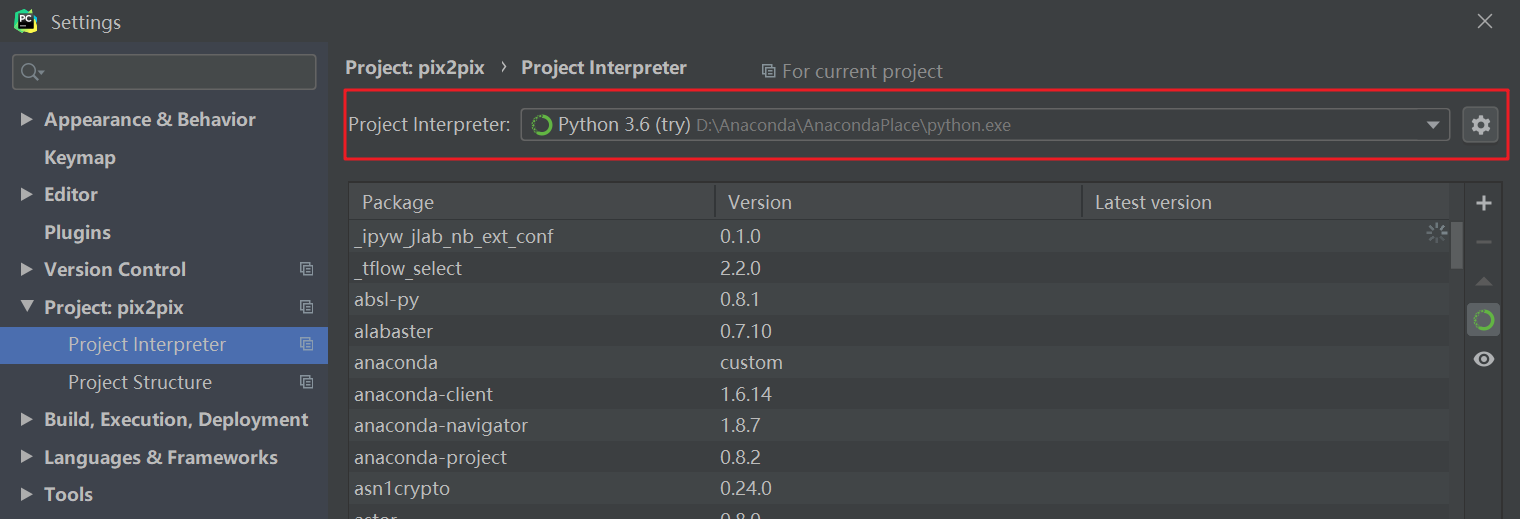 PC
Settings
Project: pix2pix › Project Interpreter For current project
Appearance & Behavior
Keymap
Editor
Plugins
Version Control
Project: pix2pix
Project Interpreter
Project Structure
Build, Execution, Deployment
Languages & Frameworks
Tools
Project Interpreter: Python 3.6 (try) D:\Anaconda\AnacondaPlace\python.exe
Package Version Latest version
_ipyw_jlab_nb_ext_conf 0.1.0
_tflow_select 2.2.0
absl-py 0.8.1
alabaster 0.7.10
anaconda custom
anaconda-client 1.6.14
anaconda-navigator 1.8.7
anaconda-project 0.8.2
asn1crypto 0.24.0